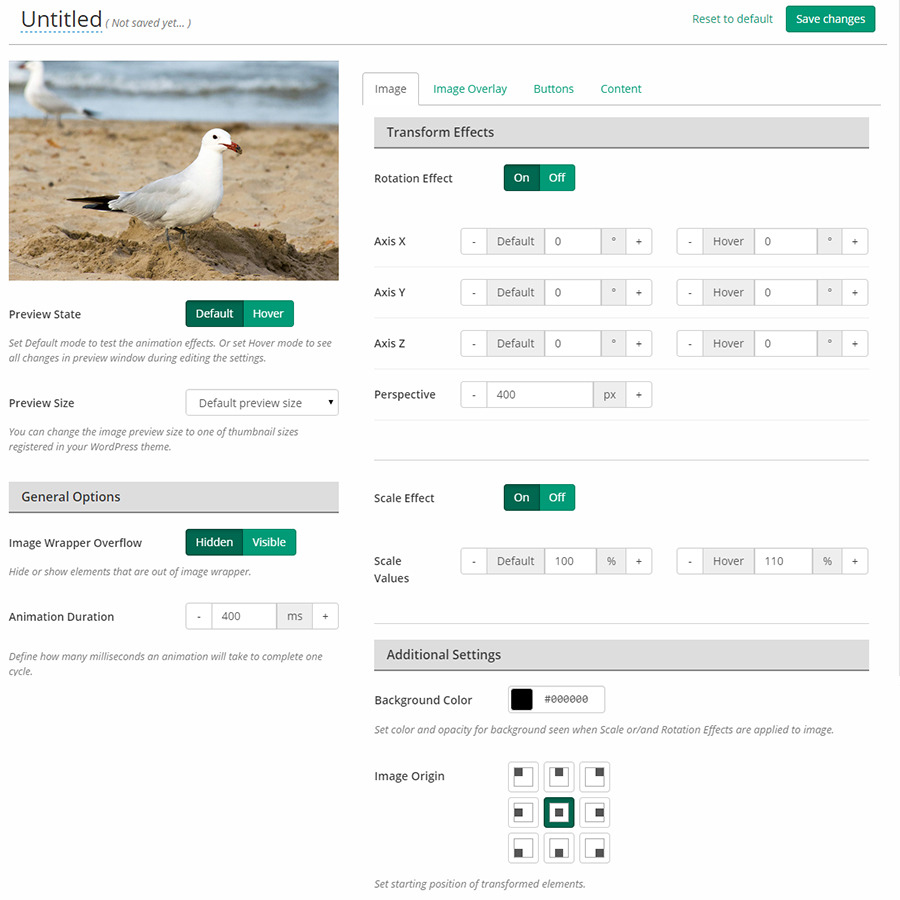 Untitled ( Not saved yet... )
Reset to default
Save changes
Preview State
Default Hover
Set Default mode to test the animation effects. Or set Hover mode to see
all changes in preview window during editing the settings.
Preview Size
Default preview size
You can change the image preview size to one of thumbnail sizes
registered in your WordPress theme.
General Options
Image Wrapper Overflow
Hidden Visible
Hide or show elements that are out of image wrapper.
Animation Duration
- 400 ms +
Define how many milliseconds an animation will take to complete one
cycle.
Image Image Overlay Buttons Content
Transform Effects
Rotation Effect
On Off
Axis X - Default 0 ° + - Hover 0 ° +
Axis Y - Default 0 ° + - Hover 0 ° +
Axis Z - Default 0 ° + - Hover 0 ° +
Perspective - 400 px +
Scale Effect
On Off
Scale
Values
- Default 100 % + - Hover 110 % +
Additional Settings
Background Color
#000000
Set color and opacity for background seen when Scale or/and Rotation Effects are applied to image.
Image Origin
Set starting position of transformed elements.